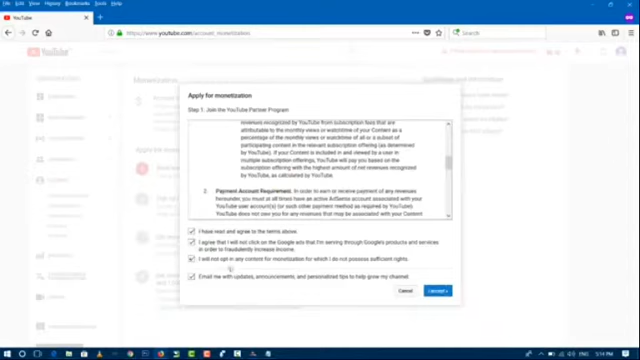 File Edit View History Bookmarks Tools Help
YouTube
https://www.youtube.com/account_monetization
Search
YouTube
Monetization
Apply for monetization
Step 1. Join the YouTube Partner Program
revenues recognized by YouTube from subscription fees that are
attributable to the monthly views or watchtime of your Content as a
percentage of the monthly views or watchtime of all or a subset of
participating content in the relevant subscription offering (as determined
by YouTube). If your Content is included in and viewed by a user in
multiple subscription offerings, YouTube will pay you based on the
subscription offering with the highest amount of net revenues recognized
by YouTube, as calculated by YouTube.
Payment Account Requirement. In order to earn or receive payment of any revenues
hereunder, you must at all times have an active AdSense account associated with your
YouTube user account(s) (or such other payment method as required by YouTube).
YouTube does not owe you for any revenues that may be associated with your Content
I have read and agree to the terms above.
I agree that I will not click on the Google ads that I'm serving through Google's products and services
in order to fraudulently increase income.
I will not opt in any content for monetization for which I do not possess sufficient rights.
Email me with updates, announcements, and personalized tips to help grow my channel.
Cancel
I accept
ENG
5:14 PM